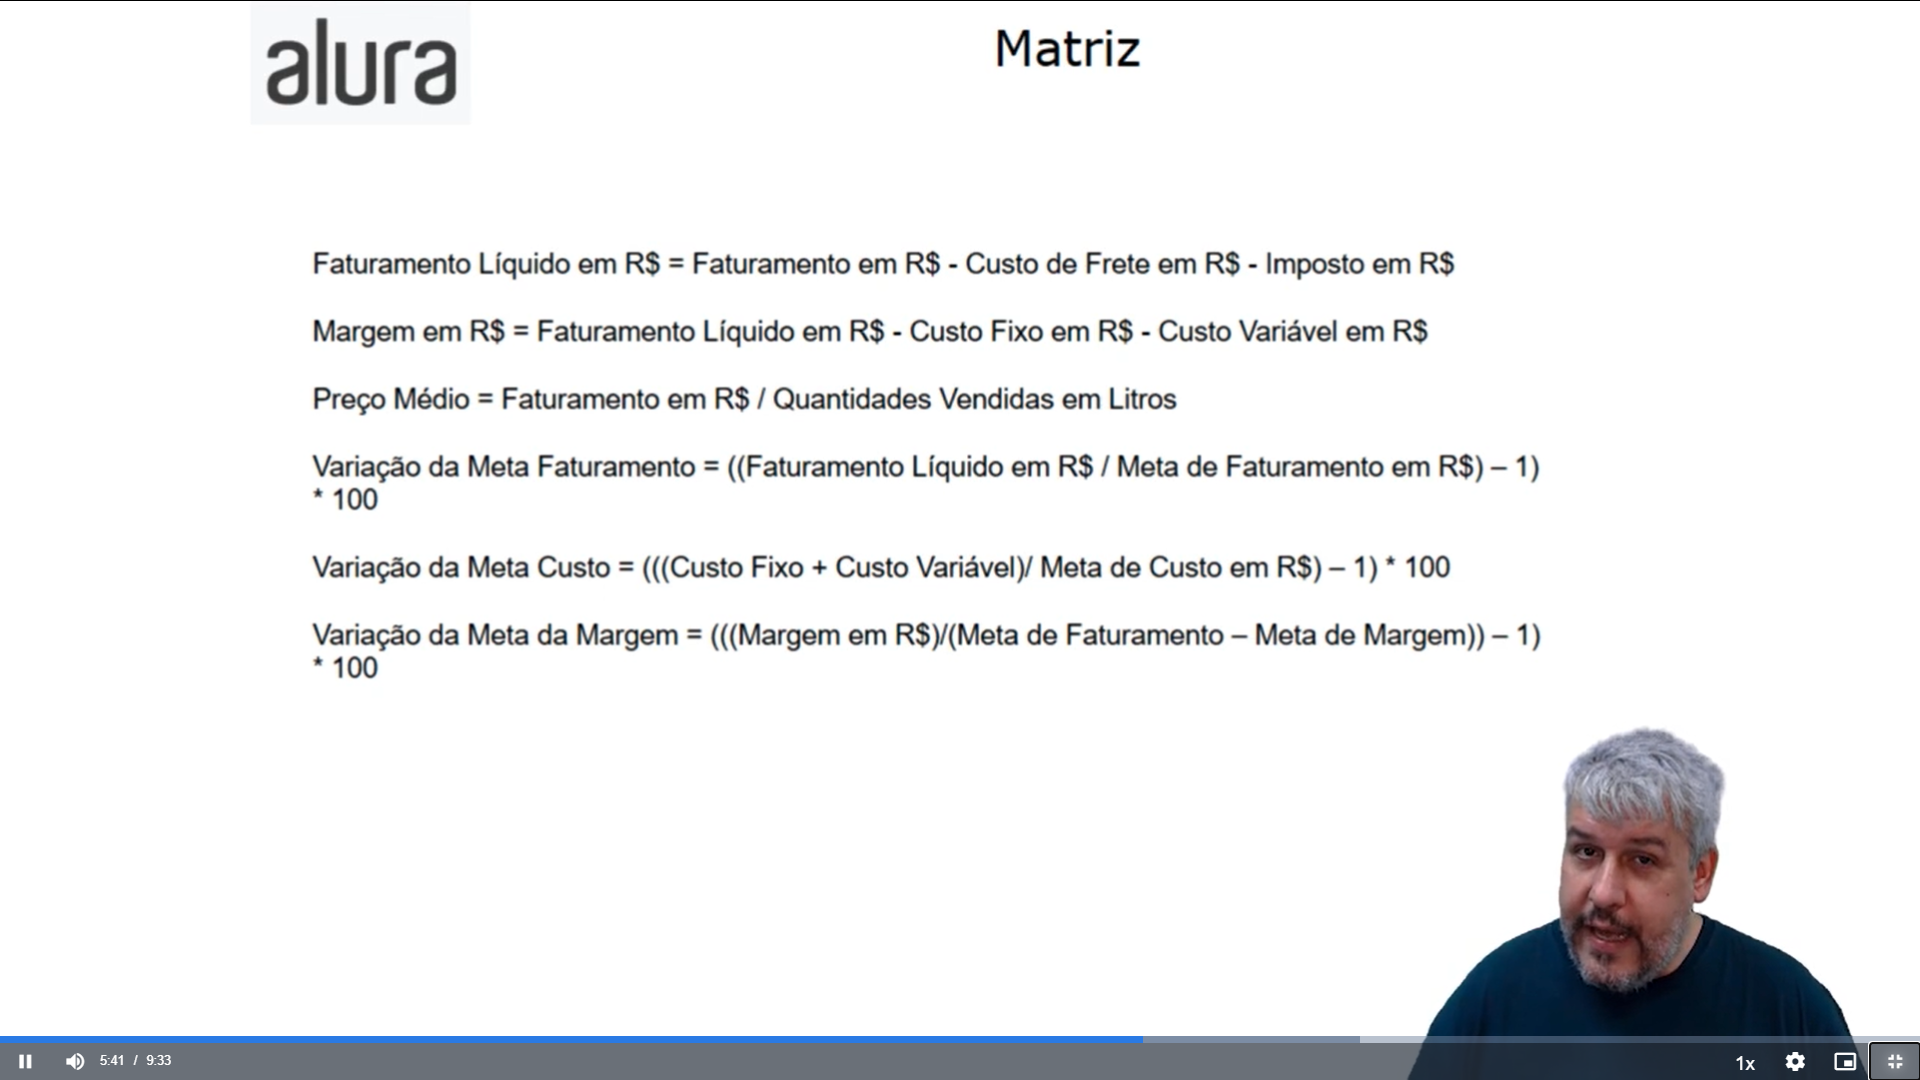 alura
Matriz
Faturamento Líquido em R$ = Faturamento em R$ - Custo de Frete em R$ - Imposto em R$
Margem em R$ = Faturamento Líquido em R$ - Custo Fixo em R$ - Custo Variável em R$
Preço Médio = Faturamento em R$ / Quantidades Vendidas em Litros
Variação da Meta Faturamento = ((Faturamento Líquido em R$ / Meta de Faturamento em R$) – 1)
* 100
Variação da Meta Custo = (((Custo Fixo + Custo Variável)/ Meta de Custo em R$) – 1) * 100
Variação da Meta da Margem = (((Margem em R$)/(Meta de Faturamento – Meta de Margem)) – 1)
* 100
5:41 / 9:33
1x